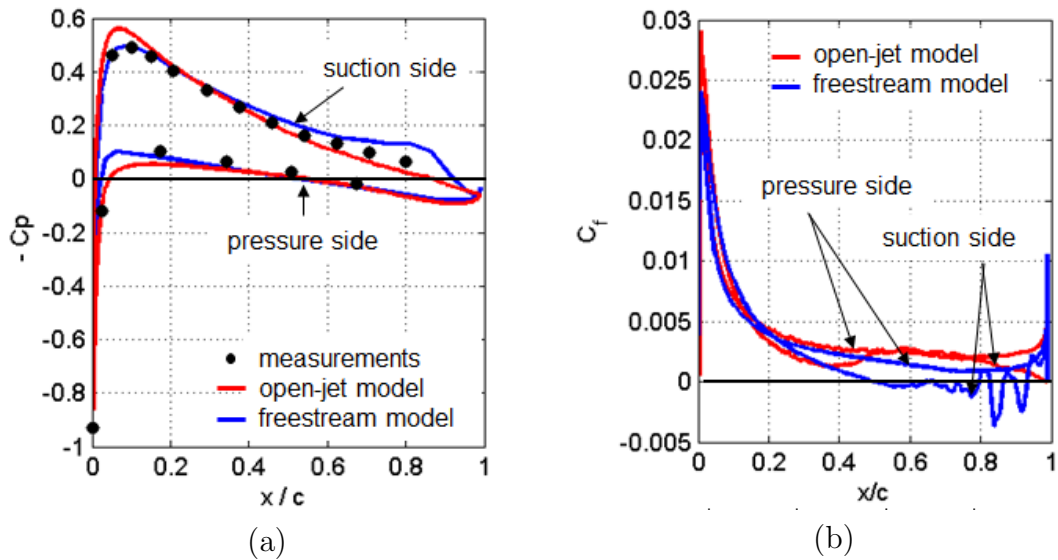 0.6
0.4
0.2
0
-0.2
0.4
0.6
-0.8
-1
- Cp
suction side
pressure side
measurements
open-jet model
freestream model
0 0.2 0.4 0.6 0.8 1
x / c
(a)
0.03
0.025
0.02
0.015
0.01
0.005
0
-0.005
Cf
open-jet model
freestream model
pressure side
suction side
0 0.2 0.4 0.6 0.8 1
x/c
(b)